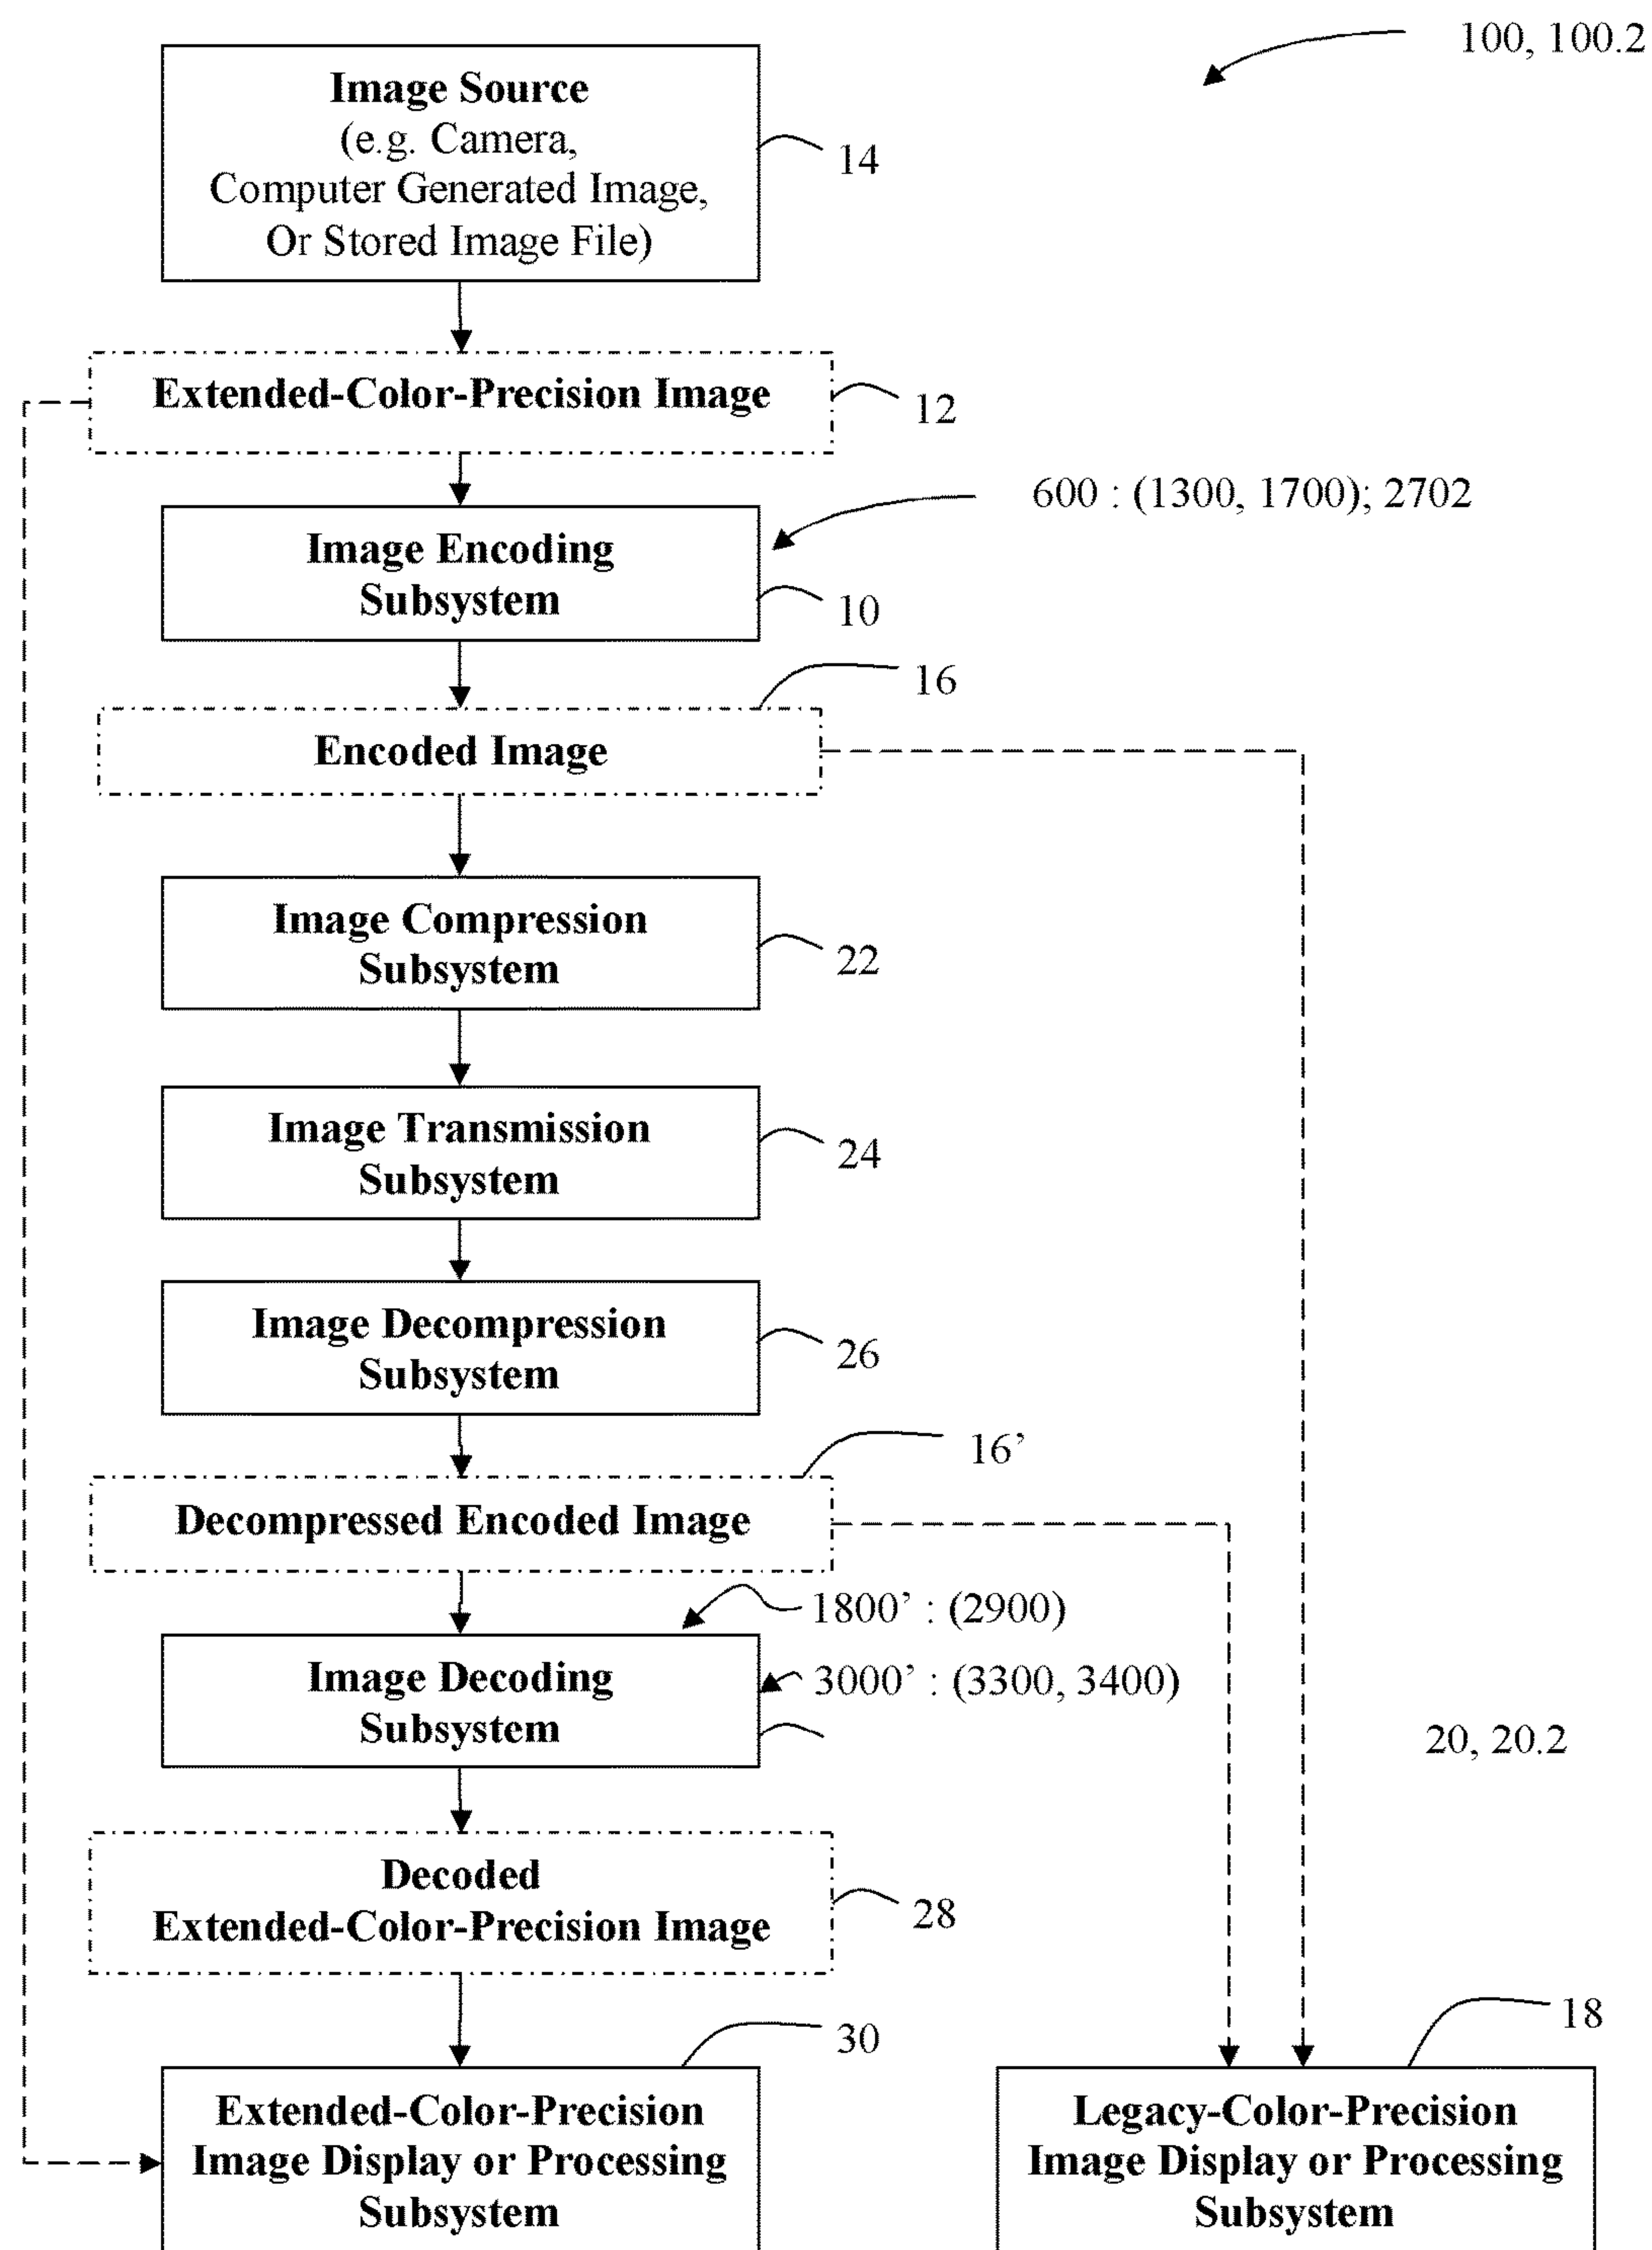 100, 100.2
Image Source
(e.g. Camera,
Computer Generated Image,
Or Stored Image File)
14
Extended-Color-Precision Image
12
600 : (1300, 1700); 2702
Image Encoding
Subsystem
10
16
Encoded Image
Image Compression
Subsystem
22
Image Transmission
Subsystem
24
Image Decompression
Subsystem
26
16’
Decompressed Encoded Image
1800’ : (2900)
Image Decoding
Subsystem
3000’ : (3300, 3400)
20, 20.2
Decoded
Extended-Color-Precision Image
28
30
Extended-Color-Precision
Image Display or Processing
Subsystem
18
Legacy-Color-Precision
Image Display or Processing
Subsystem